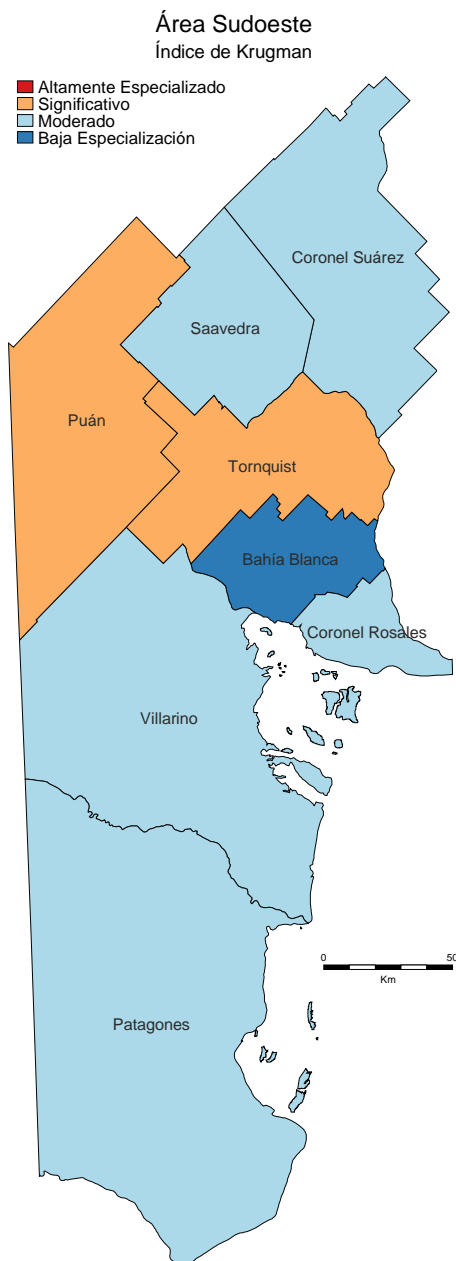 Área Sudoeste
Índice de Krugman
Altamente Especializado
Significativo
Moderado
Baja Especialización
Coronel Suárez
Saavedra
Puán
Tornquist
Bahía Blanca
Coronel Rosales
Villarino
0 50
Km
Patagones